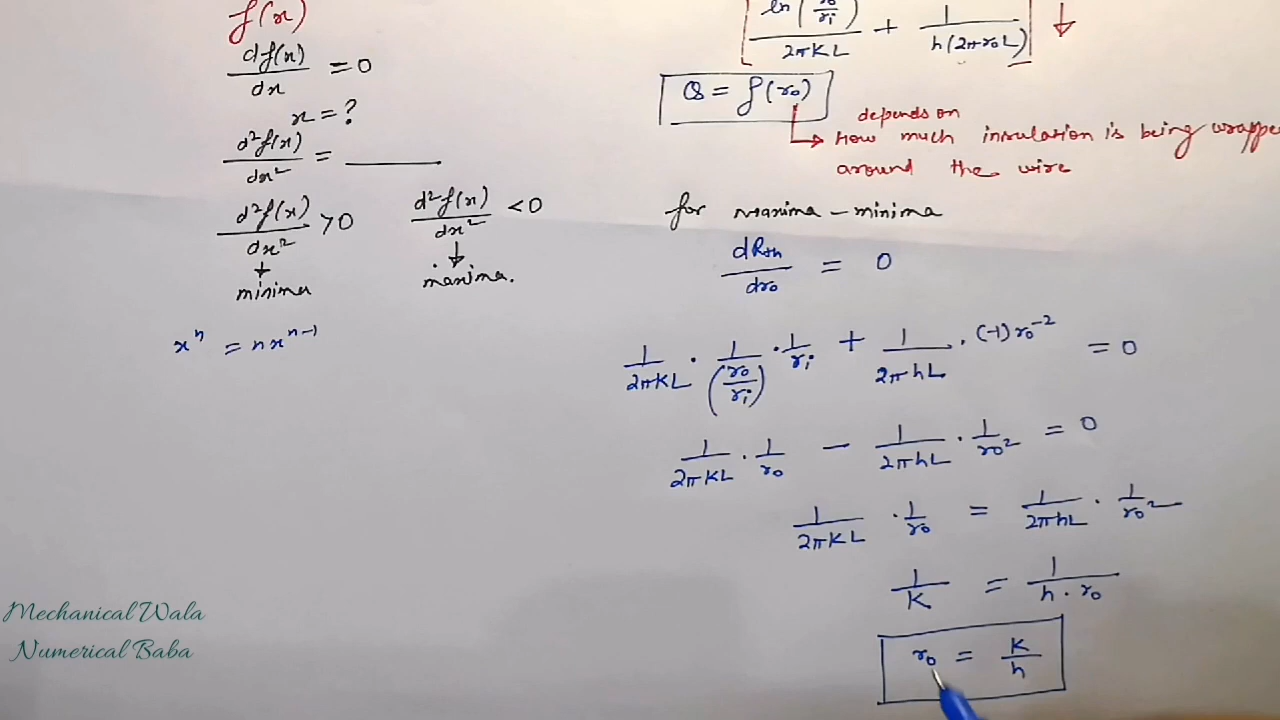 f(x)
df(x)/dx = 0
x = ?
d²f(x)/dx² = ______
d²f(x)/dx² > 0 d²f(x)/dx² < 0
minima maxima.
xⁿ = nxⁿ⁻¹
ln(r₀/rᵢ)/2πKL + 1/h(2πr₀L) ↓
Q = f(r₀)
depends on
How much insulation is being wrappe
around the wire
for maxima - minima
dRth/dr₀ = 0
1/2πKL · 1/(r₀/rᵢ) · 1/rᵢ + 1/2πhL · (-1) r₀⁻² = 0
1/2πKL · 1/r₀ − 1/2πhL · 1/r₀² = 0
1/2πKL · 1/r₀ = 1/2πhL · 1/r₀²
1/K = 1/h · r₀
r₀ = K/h
Mechanical Wala
Numerical Baba